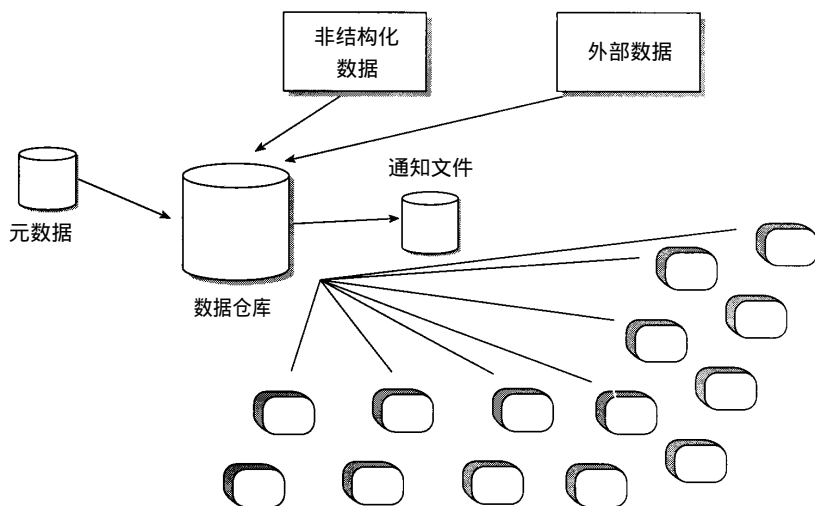 非结构化
数据
外部数据
通知文件
元数据
数据仓库